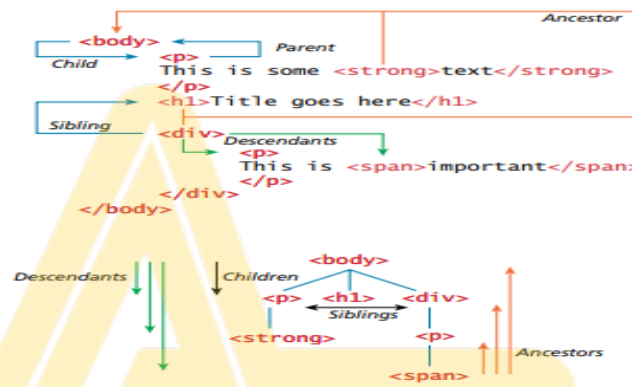 Ancestor
<body>
Parent
<p>
Child
This is some <strong>text</strong>
</p>
<h1>Title goes here</h1>
Sibling
<div>
Descendants
<p>
This is <span>important</span>
</p>
</div>
</body>
Descendants
Children
<body>
<p> <h1> <div>
Siblings
<strong>
<p>
Ancestors
<span>